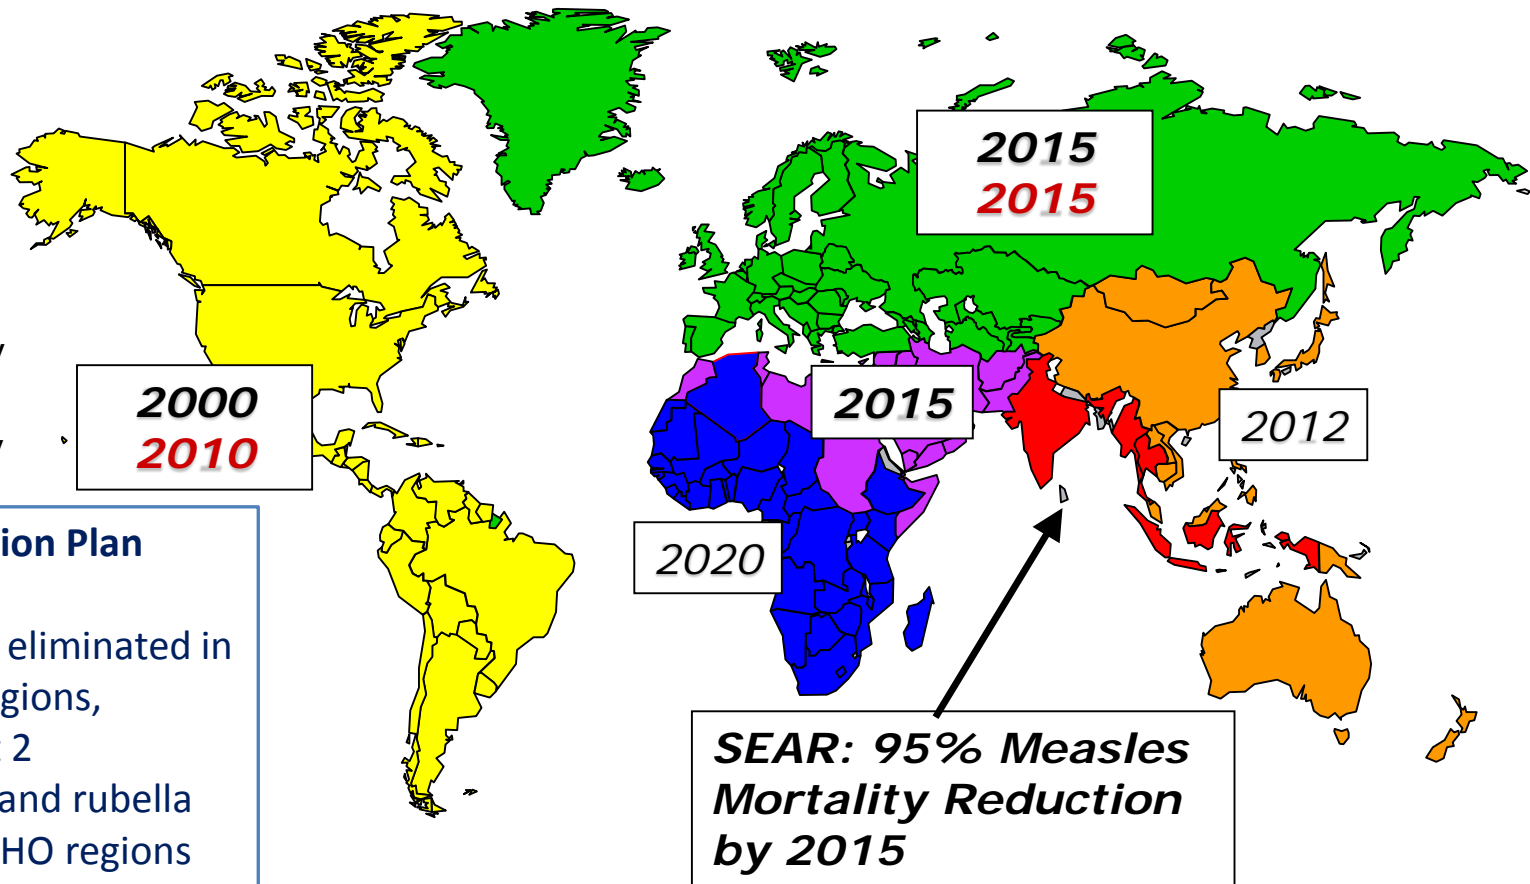 2015
2015
y
2000
2010
y
2015
2012
2020
ion Plan
eliminated in
egions,
2
and rubella
HO regions
SEAR: 95% Measles
Mortality Reduction
by 2015